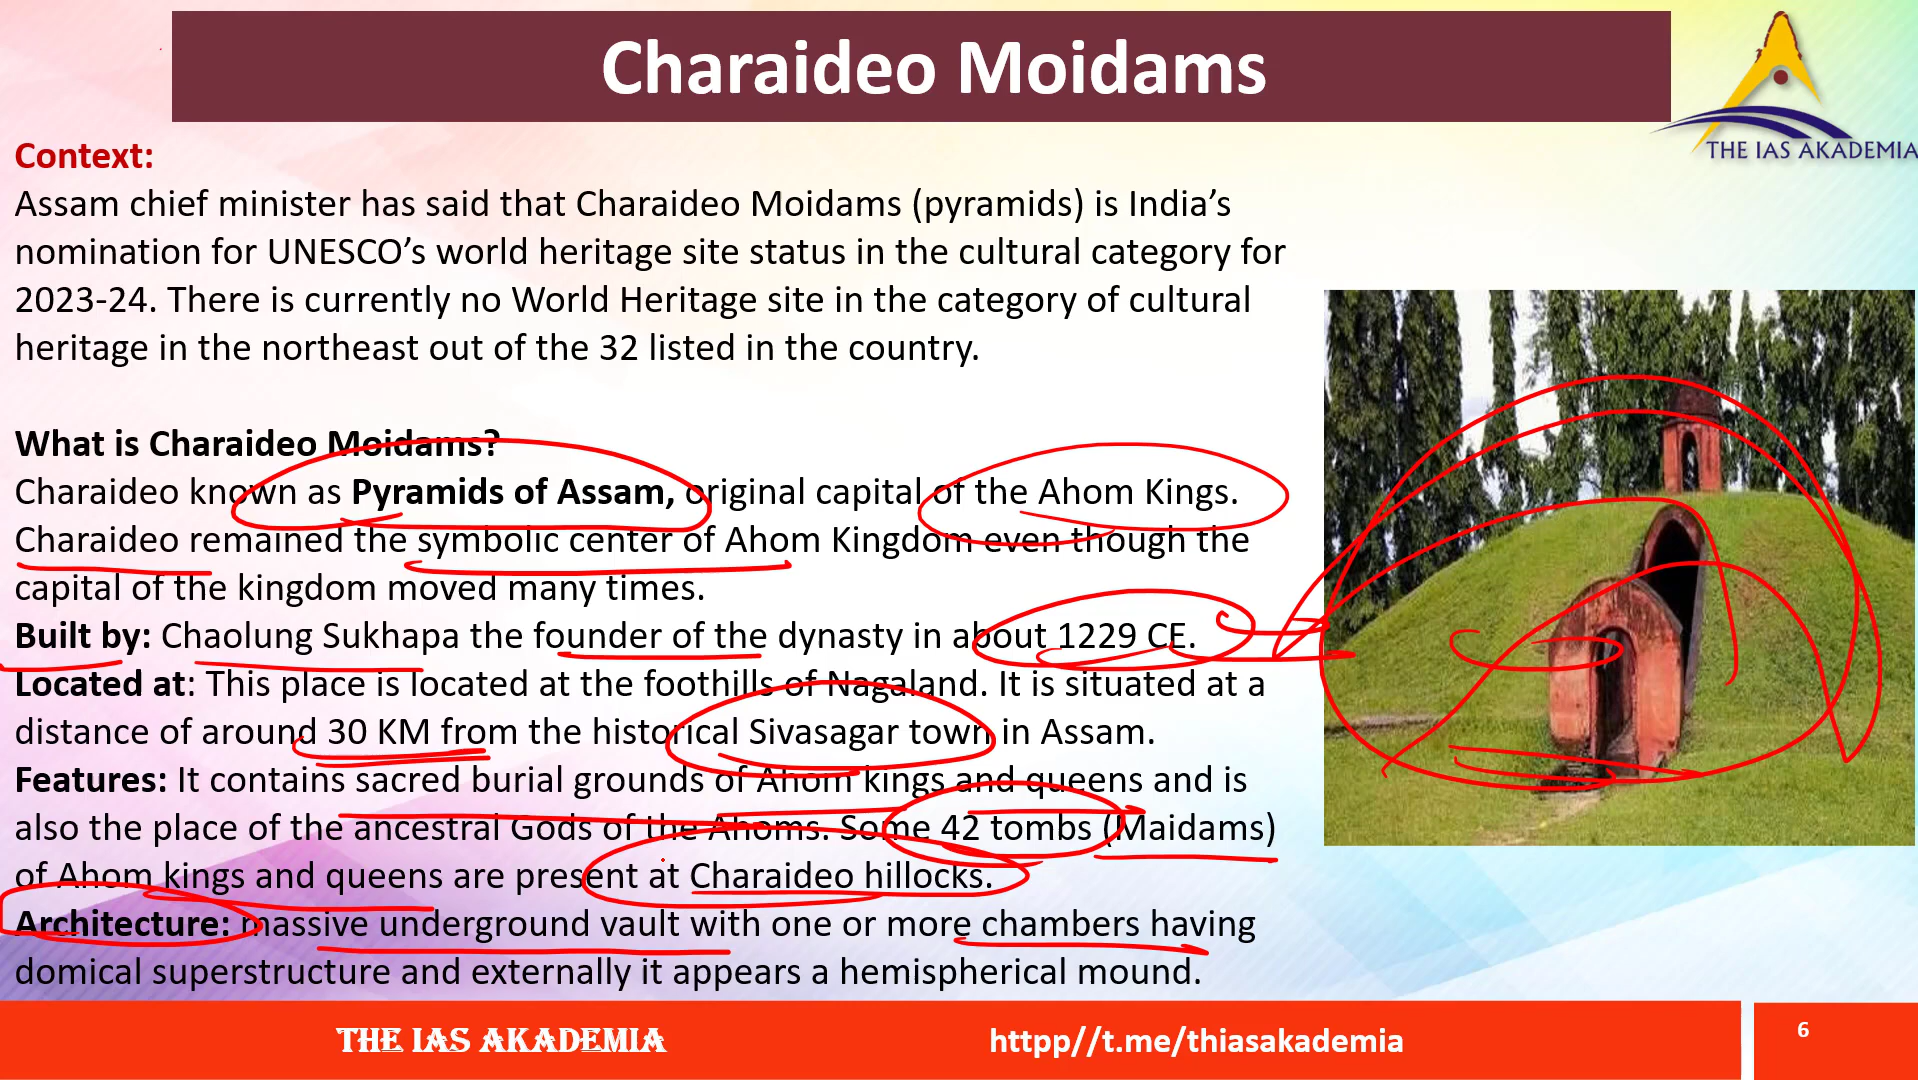 Charaideo Moidams
THE IAS AKADEMIA
Context:
Assam chief minister has said that Charaideo Moidams (pyramids) is India’s
nomination for UNESCO’s world heritage site status in the cultural category for
2023-24. There is currently no World Heritage site in the category of cultural
heritage in the northeast out of the 32 listed in the country.
What is Charaideo Moidams?
Charaideo known as Pyramids of Assam, original capital of the Ahom Kings.
Charaideo remained the symbolic center of Ahom Kingdom even though the
capital of the kingdom moved many times.
Built by: Chaolung Sukhapa the founder of the dynasty in about 1229 CE.
Located at: This place is located at the foothills of Nagaland. It is situated at a
distance of around 30 KM from the historical Sivasagar town in Assam.
Features: It contains sacred burial grounds of Ahom kings and queens and is
also the place of the ancestral Gods of the Ahoms. Some 42 tombs (Maidams)
of Ahom kings and queens are present at Charaideo hillocks.
Architecture: massive underground vault with one or more chambers having
domical superstructure and externally it appears a hemispherical mound.
THE IAS AKADEMIA
httpp//t.me/thiasakademia
6